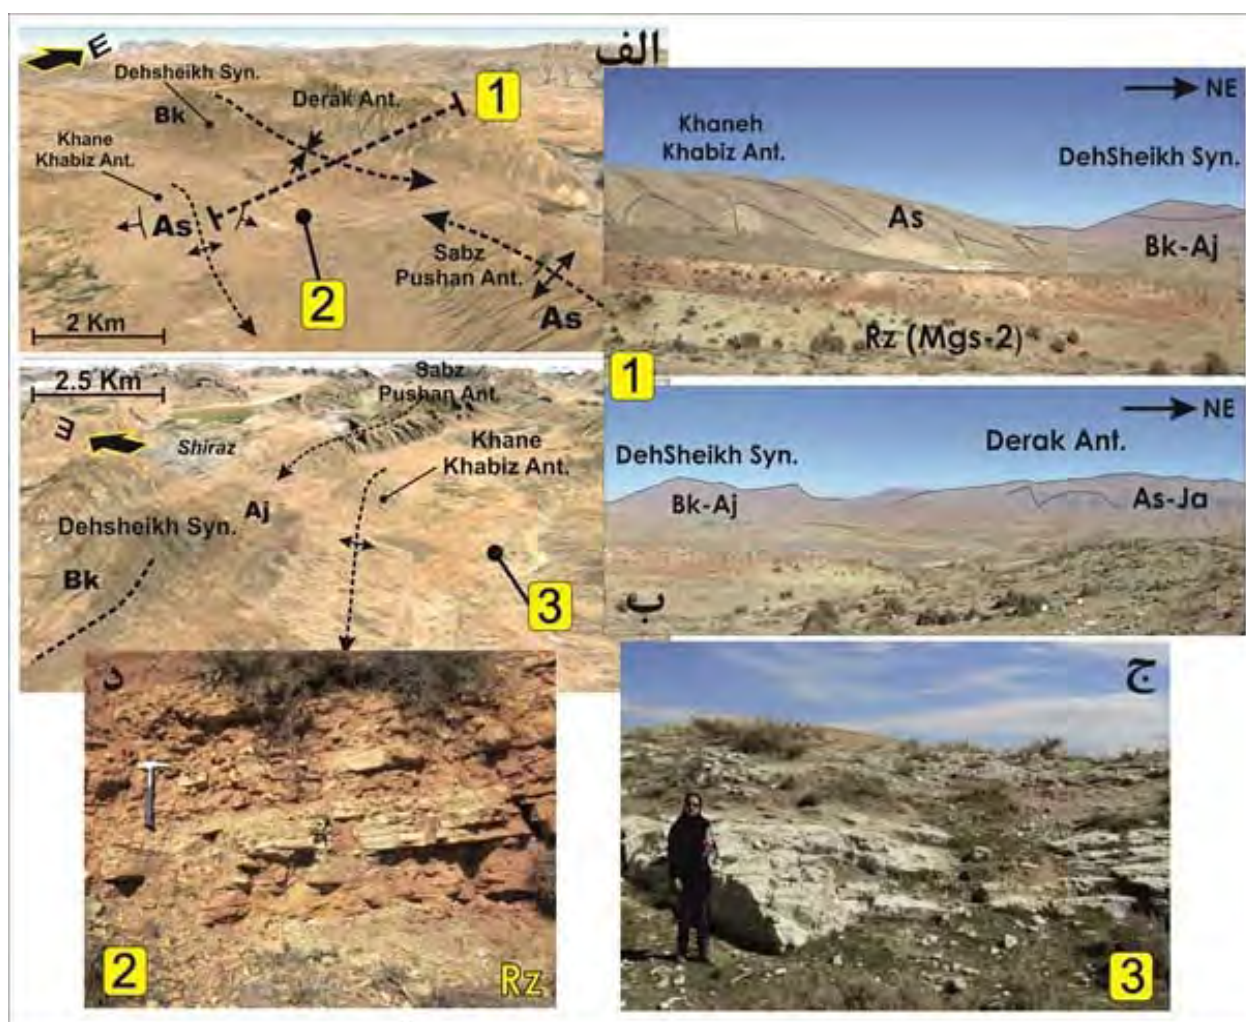 الف
E
Dehsheikh Syn.
Derak Ant.
1
Bk
Khane
Khabiz Ant.
As
Sabz
Pushan Ant.
2
As
2 Km
NE
Khaneh
Khabiz Ant.
DehSheikh Syn.
As
Bk-Aj
Rz (Mgs-2)
1
2.5 Km
Sabz
Pushan Ant.
E
Shiraz
Khane
Khabiz Ant.
Aj
Dehsheikh Syn.
Bk
3
NE
Derak Ant.
DehSheikh Syn.
As-Ja
Bk-Aj
ب
د
2
Rz
ج
3